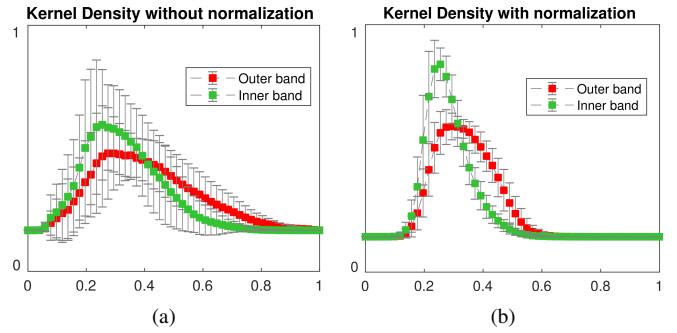 Kernel Density without normalization
1
Outer band
Inner band
0
0 0.2 0.4 0.6 0.8 1
(a)
Kernel Density with normalization
1
Outer band
Inner band
0
0 0.2 0.4 0.6 0.8 1
(b)